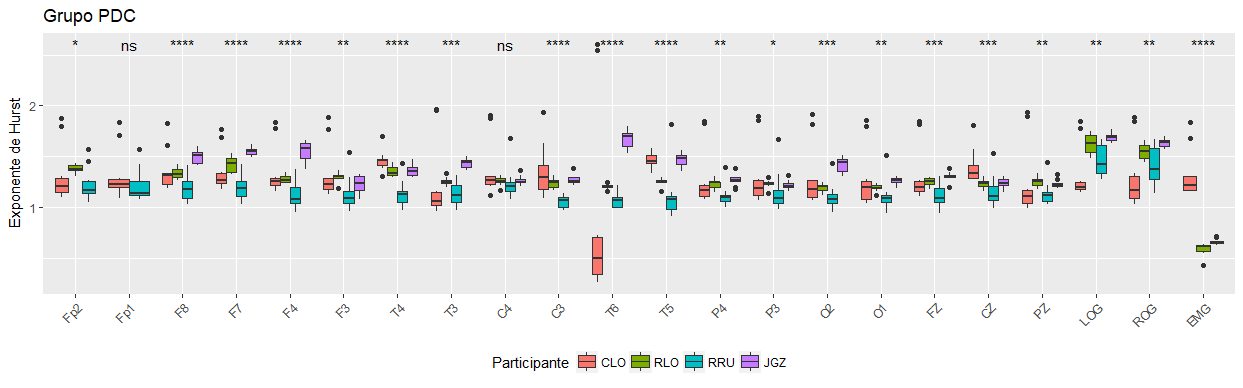 Grupo PDC
* ns **** **** **** ** **** *** ns **** **** **** ** * *** ** *** *** ** ** ** ****
Exponente de Hurst
2
1
Fp2 Fp1 F8 F7 F4 F3 T4 T3 C4 C3 T6 T5 P4 P3 O2 O1 FZ CZ PZ LOG ROG EMG
Participante CLO RLO RRU JGZ